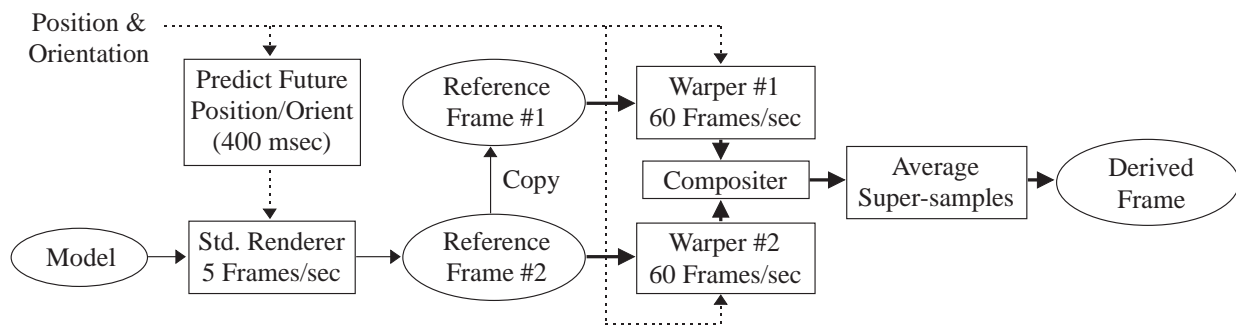 Position &
Orientation
Predict Future
Position/Orient
(400 msec)
Reference
Frame #1
Warper #1
60 Frames/sec
Copy
Compositer
Average
Super-samples
Derived
Frame
Model
Std. Renderer
5 Frames/sec
Reference
Frame #2
Warper #2
60 Frames/sec